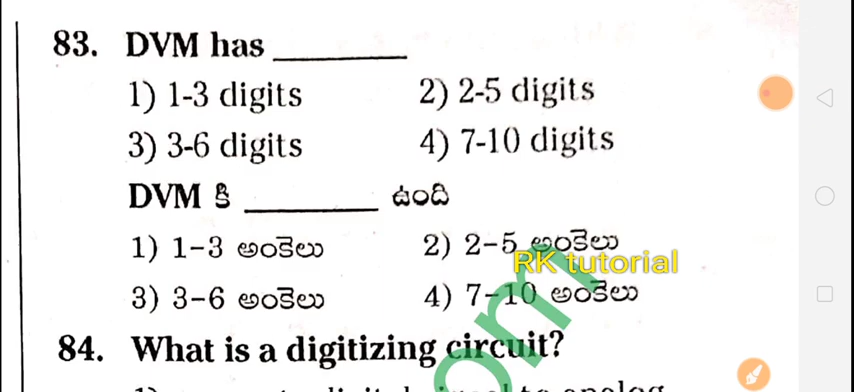 83. DVM has ________
1) 1-3 digits 2) 2-5 digits
3) 3-6 digits 4) 7-10 digits
DVM కి ________ ఉంది
1) 1-3 అంకెలు 2) 2-5 అంకెలు
RK tutorial
3) 3-6 అంకెలు 4) 7-10 అంకెలు
om
84. What is a digitizing circuit?